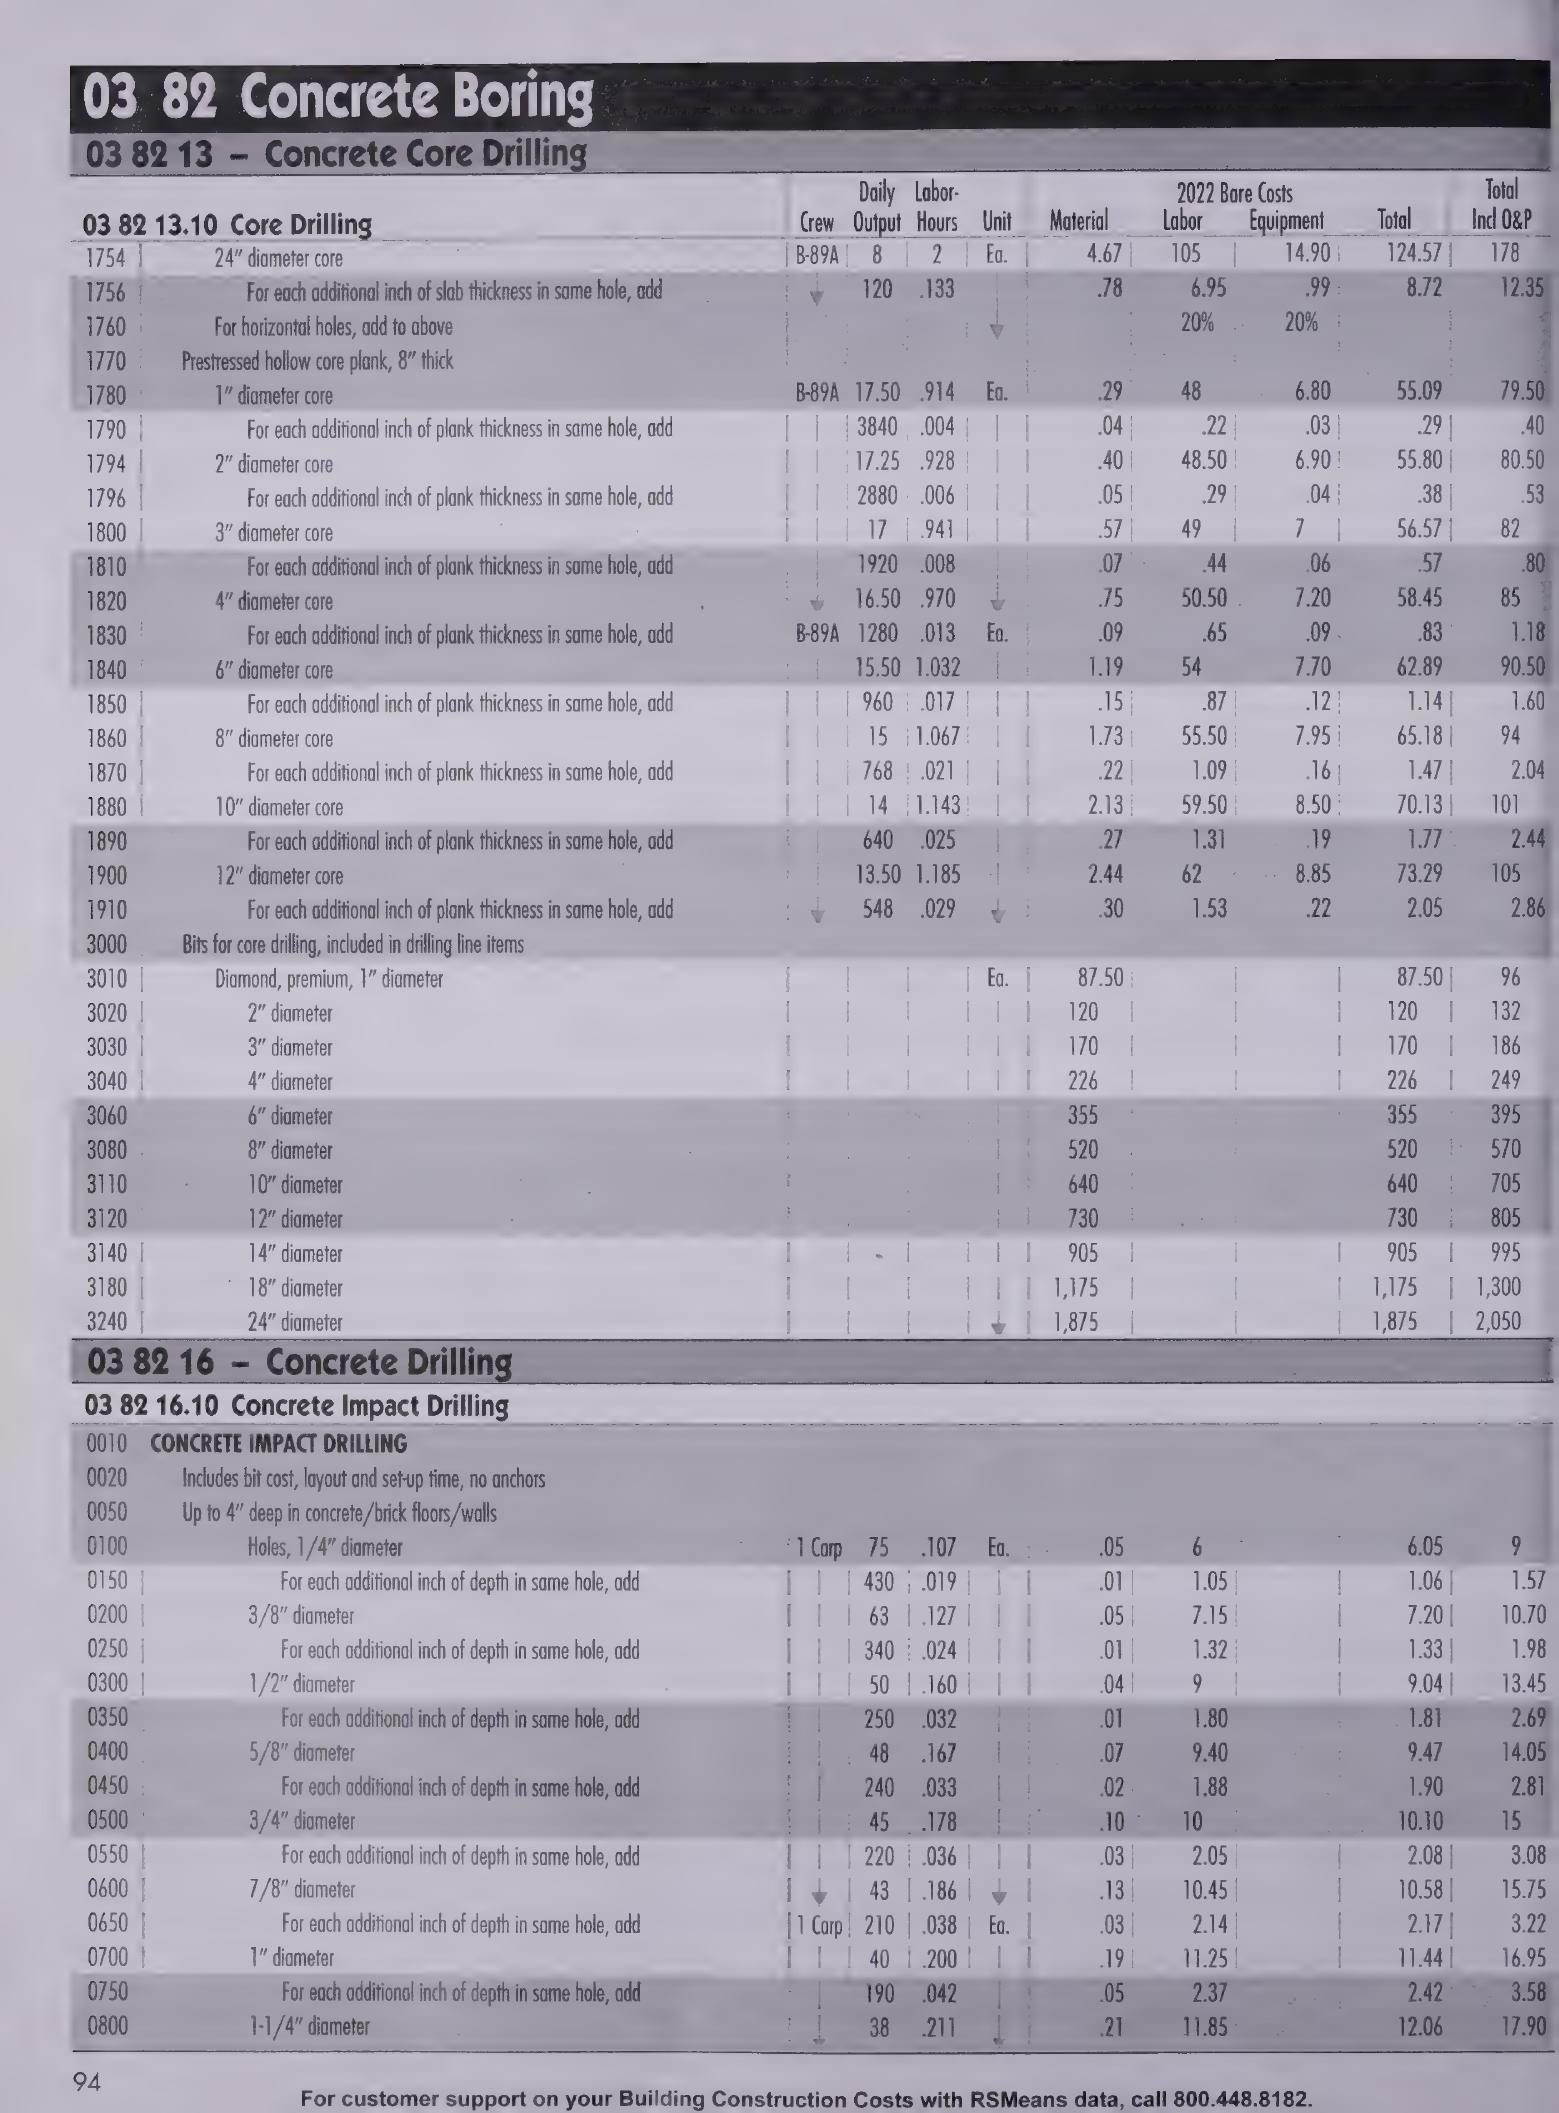 03 82 Concrete Boring
03 82 13 – Concrete Core Drilling
Daily Labor- 2022 Bare Costs Total
03 82 13.10 Core Drilling Crew Output Hours Unit Material Labor Equipment Total Incl O&P
1754 24" diameter core B-89A 8 2 Ea. 4.67 105 14.90 124.57 178
1756 For each additional inch of slab thickness in same hole, add 120 .133 .78 6.95 .99 8.72 12.35
1760 For horizontal holes, add to above 20% 20%
1770 Prestressed hollow core plank, 8" thick
1780 1" diameter core B-89A 17.50 .914 Ea. .29 48 6.80 55.09 79.50
1790 For each additional inch of plank thickness in same hole, add 3840 .004 .04 .22 .03 .29 .40
1794 2" diameter core 17.25 .928 .40 48.50 6.90 55.80 80.50
1796 For each additional inch of plank thickness in same hole, add 2880 .006 .05 .29 .04 .38 .53
1800 3" diameter core 17 .941 .57 49 7 56.57 82
1810 For each additional inch of plank thickness in same hole, add 1920 .008 .07 .44 .06 .57 .80
1820 4" diameter core 16.50 .970 .75 50.50 7.20 58.45 85
1830 For each additional inch of plank thickness in same hole, add B-89A 1280 .013 Ea. .09 .65 .09 .83 1.18
1840 6" diameter core 15.50 1.032 1.19 54 7.70 62.89 90.50
1850 For each additional inch of plank thickness in same hole, add 960 .017 .15 .87 .12 1.14 1.60
1860 8" diameter core 15 1.067 1.73 55.50 7.95 65.18 94
1870 For each additional inch of plank thickness in same hole, add 768 .021 .22 1.09 .16 1.47 2.04
1880 10" diameter core 14 1.143 2.13 59.50 8.50 70.13 101
1890 For each additional inch of plank thickness in same hole, add 640 .025 .27 1.31 .19 1.77 2.44
1900 12" diameter core 13.50 1.185 2.44 62 8.85 73.29 105
1910 For each additional inch of plank thickness in same hole, add 548 .029 .30 1.53 .22 2.05 2.86
3000 Bits for core drilling, included in drilling line items
3010 Diamond, premium, 1" diameter Ea. 87.50 87.50 96
3020 2" diameter 120 120 132
3030 3" diameter 170 170 186
3040 4" diameter 226 226 249
3060 6" diameter 355 355 395
3080 8" diameter 520 520 570
3110 10" diameter 640 640 705
3120 12" diameter 730 730 805
3140 14" diameter 905 905 995
3180 18" diameter 1,175 1,175 1,300
3240 24" diameter 1,875 1,875 2,050
03 82 16 – Concrete Drilling
03 82 16.10 Concrete Impact Drilling
0010 CONCRETE IMPACT DRILLING
0020 Includes bit cost, layout and set-up time, no anchors
0050 Up to 4" deep in concrete/brick floors/walls
0100 Holes, 1/4" diameter 1 Carp 75 .107 Ea. .05 6 6.05 9
0150 For each additional inch of depth in same hole, add 430 .019 .01 1.05 1.06 1.57
0200 3/8" diameter 63 .127 .05 7.15 7.20 10.70
0250 For each additional inch of depth in same hole, add 340 .024 .01 1.32 1.33 1.98
0300 1/2" diameter 50 .160 .04 9 9.04 13.45
0350 For each additional inch of depth in same hole, add 250 .032 .01 1.80 1.81 2.69
0400 5/8" diameter 48 .167 .07 9.40 9.47 14.05
0450 For each additional inch of depth in same hole, add 240 .033 .02 1.88 1.90 2.81
0500 3/4" diameter 45 .178 .10 10 10.10 15
0550 For each additional inch of depth in same hole, add 220 .036 .03 2.05 2.08 3.08
0600 7/8" diameter 43 .186 .13 10.45 10.58 15.75
0650 For each additional inch of depth in same hole, add 1 Carp 210 .038 Ea. .03 2.14 2.17 3.22
0700 1" diameter 40 .200 .19 11.25 11.44 16.95
0750 For each additional inch of depth in same hole, add 190 .042 .05 2.37 2.42 3.58
0800 1-1/4" diameter 38 .211 .21 11.85 12.06 17.90
94
For customer support on your Building Construction Costs with RSMeans data, call 800.448.8182.